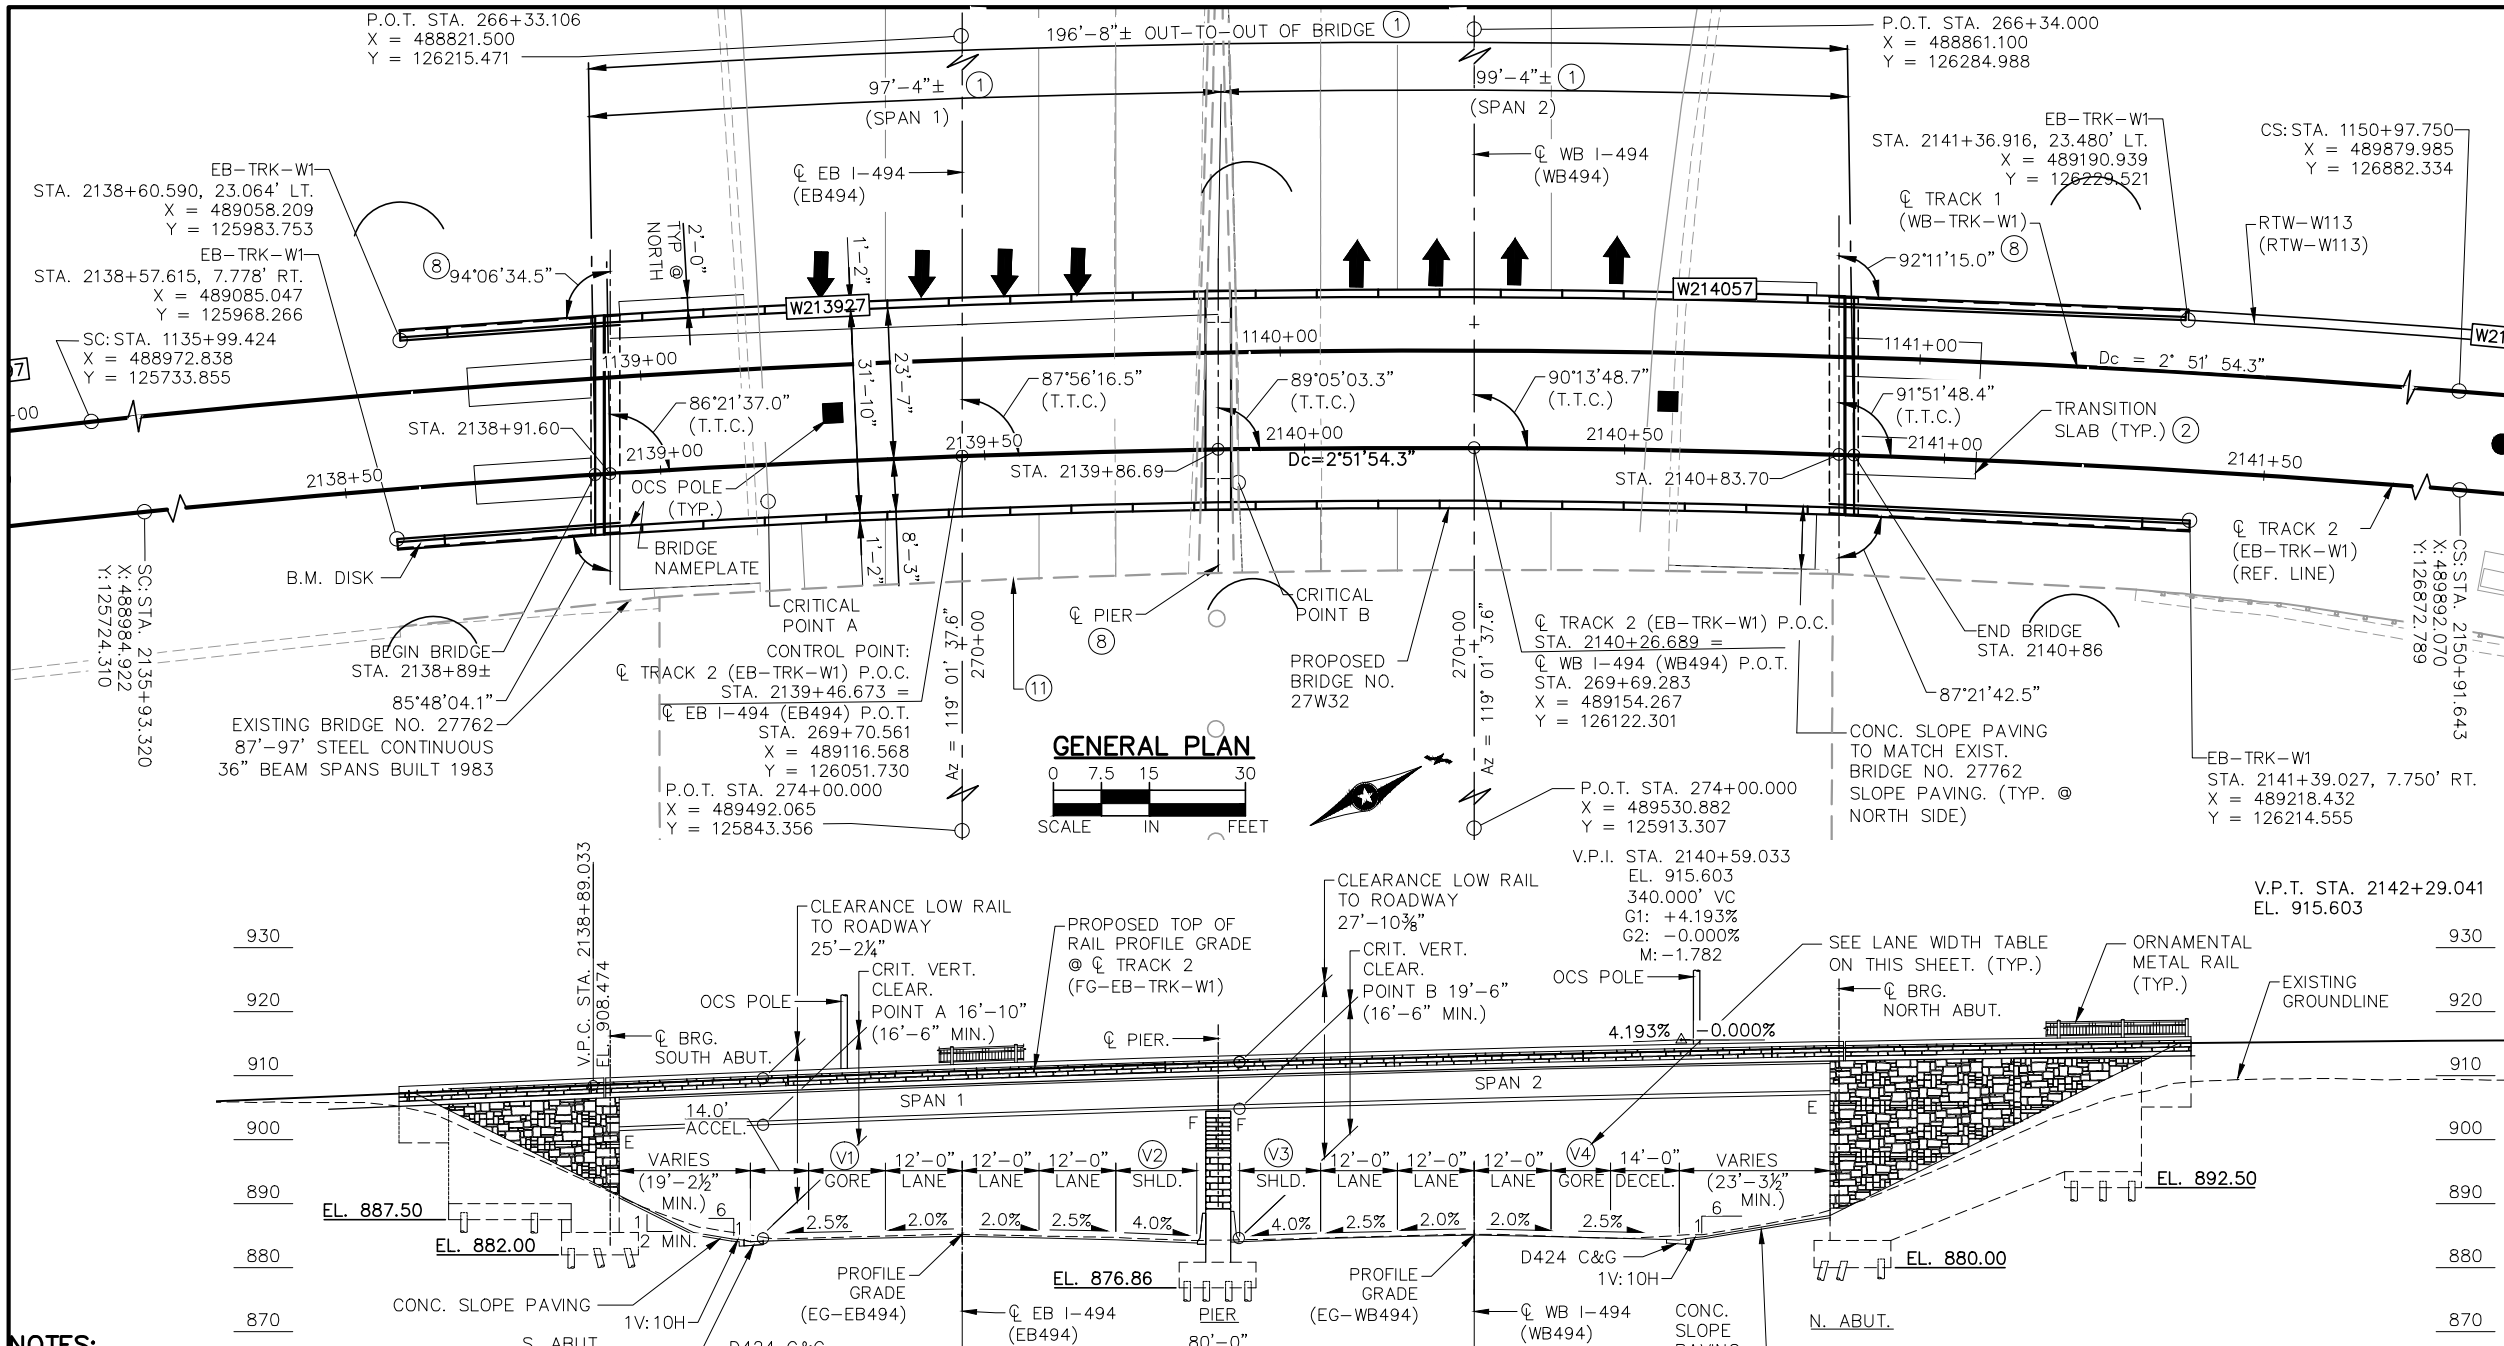 P.O.T. STA. 266+33.106
X = 488821.500
Y = 126215.471
196'-8"± OUT-TO-OUT OF BRIDGE 1
P.O.T. STA. 266+34.000
X = 488861.100
Y = 126284.988
97'-4"± 1
(SPAN 1)
99'-4"± 1
(SPAN 2)
EB-TRK-W1
STA. 2138+60.590, 23.064' LT.
X = 489058.209
Y = 125983.753
EB-TRK-W1
STA. 2138+57.615, 7.778' RT.
X = 489085.047
Y = 125968.266
SC: STA. 1135+99.424
X = 488972.838
Y = 125733.855
℄ EB I-494
(EB494)
℄ WB I-494
(WB494)
EB-TRK-W1
STA. 2141+36.916, 23.480' LT.
X = 489190.939
Y = 126229.521
CS: STA. 1150+97.750
X = 489879.985
Y = 126882.334
℄ TRACK 1
(WB-TRK-W1)
RTW-W113
(RTW-W113)
8 94°06'34.5"
2'-0"
TYP @
NORTH
1'-2"
92°11'15.0" 8
W213927
W214057
W21
97
-00
1139+00
1140+00
1141+00
Dc = 2° 51' 54.3"
31'-10"
23'-7"
86°21'37.0"
(T.T.C.)
87°56'16.5"
(T.T.C.)
89°05'03.3"
(T.T.C.)
90°13'48.7"
(T.T.C.)
91°51'48.4"
(T.T.C.)
TRANSITION
SLAB (TYP.) 2
STA. 2138+91.60
2138+50
2139+00
2139+50
2140+00
2140+50
2141+00
2141+50
STA. 2139+86.69
Dc=2°51'54.3"
STA. 2140+83.70
OCS POLE
(TYP.)
BRIDGE
NAMEPLATE
B.M. DISK
1'-2"
8'-3"
℄ TRACK 2
(EB-TRK-W1)
(REF. LINE)
SC: STA. 2135+93.320
X: 488984.922
Y: 125724.310
CS: STA. 2150+91.643
X: 489892.070
Y: 126872.789
BEGIN BRIDGE
STA. 2138+89±
85°48'04.1"
EXISTING BRIDGE NO. 27762
87'-97' STEEL CONTINUOUS
36" BEAM SPANS BUILT 1983
CRITICAL
POINT A
CONTROL POINT:
℄ TRACK 2 (EB-TRK-W1) P.O.C.
STA. 2139+46.673 =
℄ EB I-494 (EB494) P.O.T.
STA. 269+70.561
X = 489116.568
Y = 126051.730
P.O.T. STA. 274+00.000
X = 489492.065
Y = 125843.356
Az = 119° 01' 37.6"
270+00
11
℄ PIER
8
CRITICAL
POINT B
PROPOSED
BRIDGE NO.
27W32
Az = 119° 01' 37.6"
270+00
℄ TRACK 2 (EB-TRK-W1) P.O.C.
STA. 2140+26.689 =
℄ WB I-494 (WB494) P.O.T.
STA. 269+69.283
X = 489154.267
Y = 126122.301
END BRIDGE
STA. 2140+86
87°21'42.5"
CONC. SLOPE PAVING
TO MATCH EXIST.
BRIDGE NO. 27762
SLOPE PAVING. (TYP. @
NORTH SIDE)
EB-TRK-W1
STA. 2141+39.027, 7.750' RT.
X = 489218.432
Y = 126214.555
GENERAL PLAN
0 7.5 15 30
SCALE IN FEET
P.O.T. STA. 274+00.000
X = 489530.882
Y = 125913.307
V.P.C. STA. 2138+89.033
EL. 908.474
V.P.I. STA. 2140+59.033
EL. 915.603
340.000' VC
G1: +4.193%
G2: -0.000%
M: -1.782
V.P.T. STA. 2142+29.041
EL. 915.603
CLEARANCE LOW RAIL
TO ROADWAY
25'-2¼"
CRIT. VERT.
CLEAR.
POINT A 16'-10"
(16'-6" MIN.)
PROPOSED TOP OF
RAIL PROFILE GRADE
@ ℄ TRACK 2
(FG-EB-TRK-W1)
CLEARANCE LOW RAIL
TO ROADWAY
27'-10⅜"
CRIT. VERT.
CLEAR.
POINT B 19'-6"
(16'-6" MIN.)
SEE LANE WIDTH TABLE
ON THIS SHEET. (TYP.)
ORNAMENTAL
METAL RAIL
(TYP.)
EXISTING
GROUNDLINE
OCS POLE
OCS POLE
℄ BRG.
SOUTH ABUT.
℄ PIER.
4.193% -0.000%
℄ BRG.
NORTH ABUT.
930
920
910
900
890
880
870
930
920
910
900
890
880
870
SPAN 1
SPAN 2
E
F
F
E
14.0'
ACCEL.
VARIES
(19'-2½"
MIN.)
V1
GORE
12'-0"
LANE
12'-0"
LANE
12'-0"
LANE
V2
SHLD.
V3
SHLD.
12'-0"
LANE
12'-0"
LANE
12'-0"
LANE
V4
GORE
14'-0"
DECEL.
VARIES
(23'-3½"
MIN.)
2.5%
2.0%
2.0%
2.5%
4.0%
4.0%
2.5%
2.0%
2.0%
2.5%
6
1
1
2 MIN.
6
1
EL. 887.50
EL. 882.00
EL. 876.86
EL. 892.50
EL. 880.00
PROFILE
GRADE
(EG-EB494)
PROFILE
GRADE
(EG-WB494)
D424 C&G
1V:10H
CONC. SLOPE PAVING
1V:10H
℄ EB I-494
(EB494)
PIER
80'-0"
℄ WB I-494
(WB494)
CONC.
SLOPE
PAVING
N. ABUT.
NOTES:
S. ABUT.
D424 C&G